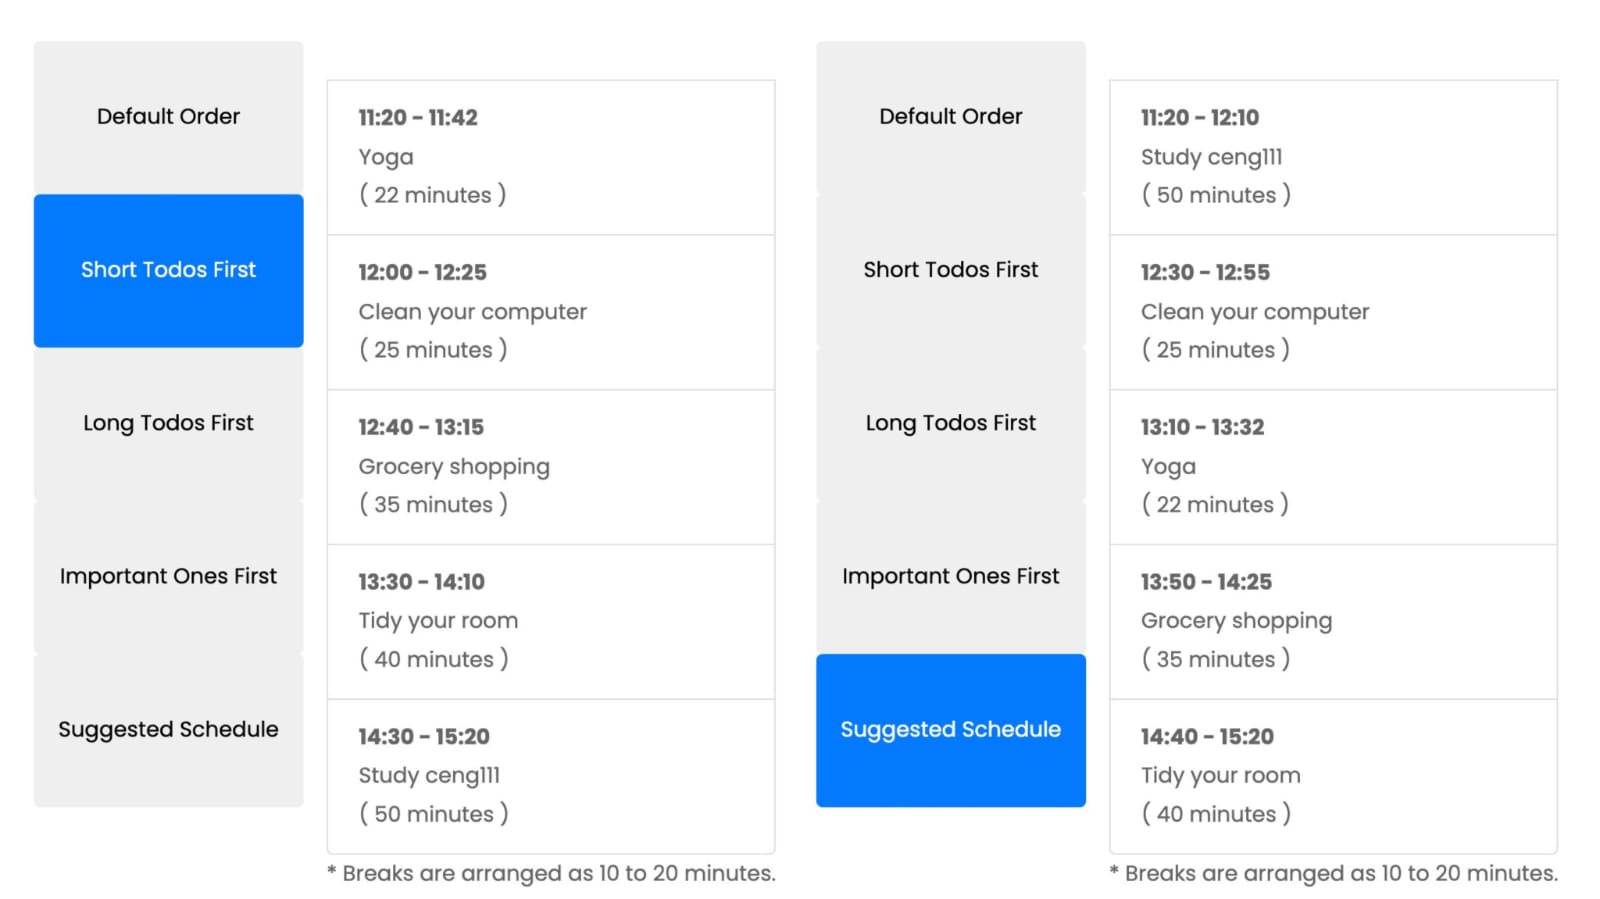 Default Order
Short Todos First
Long Todos First
Important Ones First
Suggested Schedule
11:20 - 11:42
Yoga
( 22 minutes )
12:00 - 12:25
Clean your computer
( 25 minutes )
12:40 - 13:15
Grocery shopping
( 35 minutes )
13:30 - 14:10
Tidy your room
( 40 minutes )
14:30 - 15:20
Study ceng111
( 50 minutes )
* Breaks are arranged as 10 to 20 minutes.
Default Order
Short Todos First
Long Todos First
Important Ones First
Suggested Schedule
11:20 - 12:10
Study ceng111
( 50 minutes )
12:30 - 12:55
Clean your computer
( 25 minutes )
13:10 - 13:32
Yoga
( 22 minutes )
13:50 - 14:25
Grocery shopping
( 35 minutes )
14:40 - 15:20
Tidy your room
( 40 minutes )
* Breaks are arranged as 10 to 20 minutes.